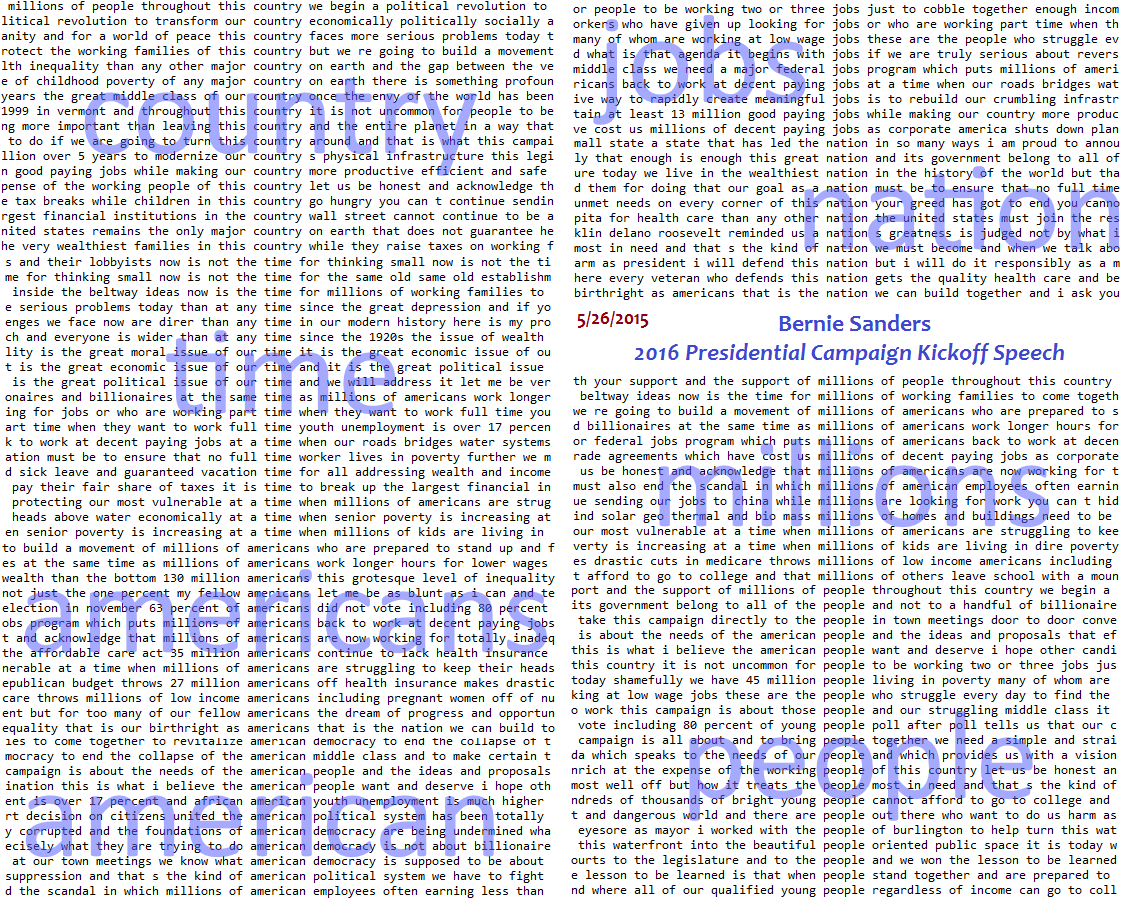 millions of people throughout this country we begin a political revolution to
litical revolution to transform our country economically politically socially a
anity and for a world of peace this country faces more serious problems today t
rotect the working families of this country but we re going to build a movement
lth inequality than any other major country on earth and the gap between the ve
e of childhood poverty of any major country on earth there is something profoun
years the great middle class of our country once the envy of the world has been
1999 in vermont and throughout this country it is not uncommon for people to be
ng more important than leaving this country and the entire planet in a way that
to do if we are going to turn this country around and that is what this campai
llion over 5 years to modernize our country s physical infrastructure this legi
n good paying jobs while making our country more productive efficient and safe
pense of the working people of this country let us be honest and acknowledge th
e tax breaks while children in this country go hungry you can t continue sendin
rgest financial institutions in the country wall street cannot continue to be a
nited states remains the only major country on earth that does not guarantee he
he very wealthiest families in this country while they raise taxes on working f
country
s and their lobbyists now is not the time for thinking small now is not the ti
me for thinking small now is not the time for the same old same old establishm
inside the beltway ideas now is the time for millions of working families to
e serious problems today than at any time since the great depression and if yo
enges we face now are direr than any time in our modern history here is my pro
ch and everyone is wider than at any time since the 1920s the issue of wealth
lity is the great moral issue of our time it is the great economic issue of ou
t is the great economic issue of our time and it is the great political issue
is the great political issue of our time and we will address it let me be ver
onaires and billionaires at the same time as millions of americans work longer
ing for jobs or who are working part time when they want to work full time you
art time when they want to work full time youth unemployment is over 17 percen
k to work at decent paying jobs at a time when our roads bridges water systems
ation must be to ensure that no full time worker lives in poverty further we m
d sick leave and guaranteed vacation time for all addressing wealth and income
pay their fair share of taxes it is time to break up the largest financial in
protecting our most vulnerable at a time when millions of americans are strug
heads above water economically at a time when senior poverty is increasing at
en senior poverty is increasing at a time when millions of kids are living in
time
to build a movement of millions of americans who are prepared to stand up and f
es at the same time as millions of americans work longer hours for lower wages
wealth than the bottom 130 million americans this grotesque level of inequality
not just the one percent my fellow americans let me be as blunt as i can and te
election in november 63 percent of americans did not vote including 80 percent
obs program which puts millions of americans back to work at decent paying jobs
t and acknowledge that millions of americans are now working for totally inadeq
the affordable care act 35 million americans continue to lack health insurance
nerable at a time when millions of americans are struggling to keep their heads
epublican budget throws 27 million americans off health insurance makes drastic
care throws millions of low income americans including pregnant women off of nu
ent but for too many of our fellow americans the dream of progress and opportun
equality that is our birthright as americans that is the nation we can build to
americans
ies to come together to revitalize american democracy to end the collapse of t
mocracy to end the collapse of the american middle class and to make certain t
campaign is about the needs of the american people and the ideas and proposals
ination this is what i believe the american people want and deserve i hope oth
ent is over 17 percent and african american youth unemployment is much higher
rt decision on citizens united the american political system has been totally
y corrupted and the foundations of american democracy are being undermined wha
ecisely what they are trying to do american democracy is not about billionaire
at our town meetings we know what american democracy is supposed to be about
suppression and that s the kind of american political system we have to fight
d the scandal in which millions of american employees often earning less than
american
or people to be working two or three jobs just to cobble together enough incom
orkers who have given up looking for jobs or who are working part time when th
many of whom are working at low wage jobs these are the people who struggle ev
d what is that agenda it begins with jobs if we are truly serious about revers
middle class we need a major federal jobs program which puts millions of ameri
ricans back to work at decent paying jobs at a time when our roads bridges wat
ive way to rapidly create meaningful jobs is to rebuild our crumbling infrastr
tain at least 13 million good paying jobs while making our country more produc
ve cost us millions of decent paying jobs as corporate america shuts down plan
jobs
mall state a state that has led the nation in so many ways i am proud to annou
ly that enough is enough this great nation and its government belong to all of
ure today we live in the wealthiest nation in the history of the world but tha
d them for doing that our goal as a nation must be to ensure that no full time
unmet needs on every corner of this nation your greed has got to end you canno
pita for health care than any other nation the united states must join the res
klin delano roosevelt reminded us a nation s greatness is judged not by what i
most in need and that s the kind of nation we must become and when we talk abo
arm as president i will defend this nation but i will do it responsibly as a m
here every veteran who defends this nation gets the quality health care and be
birthright as americans that is the nation we can build together and i ask you
nation
5/26/2015
Bernie Sanders
2016 Presidential Campaign Kickoff Speech
th your support and the support of millions of people throughout this country
beltway ideas now is the time for millions of working families to come togeth
we re going to build a movement of millions of americans who are prepared to s
d billionaires at the same time as millions of americans work longer hours for
or federal jobs program which puts millions of americans back to work at decen
rade agreements which have cost us millions of decent paying jobs as corporate
us be honest and acknowledge that millions of americans are now working for t
must also end the scandal in which millions of american employees often earnin
ue sending our jobs to china while millions are looking for work you can t hid
ind solar geo thermal and bio mass millions of homes and buildings need to be
our most vulnerable at a time when millions of americans are struggling to kee
verty is increasing at a time when millions of kids are living in dire poverty
es drastic cuts in medicare throws millions of low income americans including
t afford to go to college and that millions of others leave school with a moun
millions
port and the support of millions of people throughout this country we begin a
its government belong to all of the people and not to a handful of billionaire
take this campaign directly to the people in town meetings door to door conve
is about the needs of the american people and the ideas and proposals that ef
this is what i believe the american people want and deserve i hope other candi
this country it is not uncommon for people to be working two or three jobs jus
today shamefully we have 45 million people living in poverty many of whom are
king at low wage jobs these are the people who struggle every day to find the
o work this campaign is about those people and our struggling middle class it
vote including 80 percent of young people poll after poll tells us that our c
campaign is all about and to bring people together we need a simple and strai
da which speaks to the needs of our people and which provides us with a vision
nrich at the expense of the working people of this country let us be honest an
most well off but how it treats the people most in need and that s the kind of
ndreds of thousands of bright young people cannot afford to go to college and
t and dangerous world and there are people out there who want to do us harm as
eyesore as mayor i worked with the people of burlington to help turn this wat
this waterfront into the beautiful people oriented public space it is today w
ourts to the legislature and to the people and we won the lesson to be learned
e lesson to be learned is that when people stand together and are prepared to
nd where all of our qualified young people regardless of income can go to coll
people